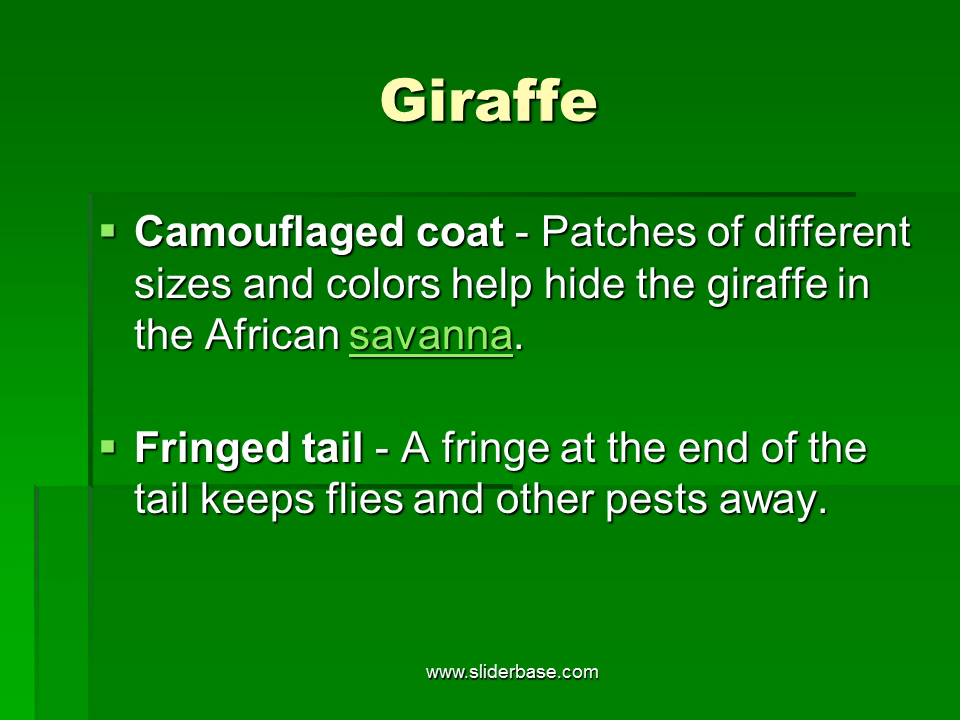 Giraffe
Camouflaged coat - Patches of different
sizes and colors help hide the giraffe in
the African savanna.
Fringed tail - A fringe at the end of the
tail keeps flies and other pests away.
www.sliderbase.com